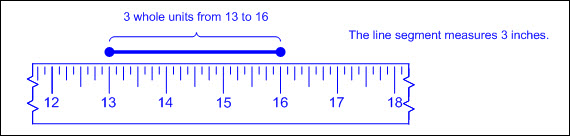 3 whole units from 13 to 16
The line segment measures 3 inches.
12 13 14 15 16 17 18